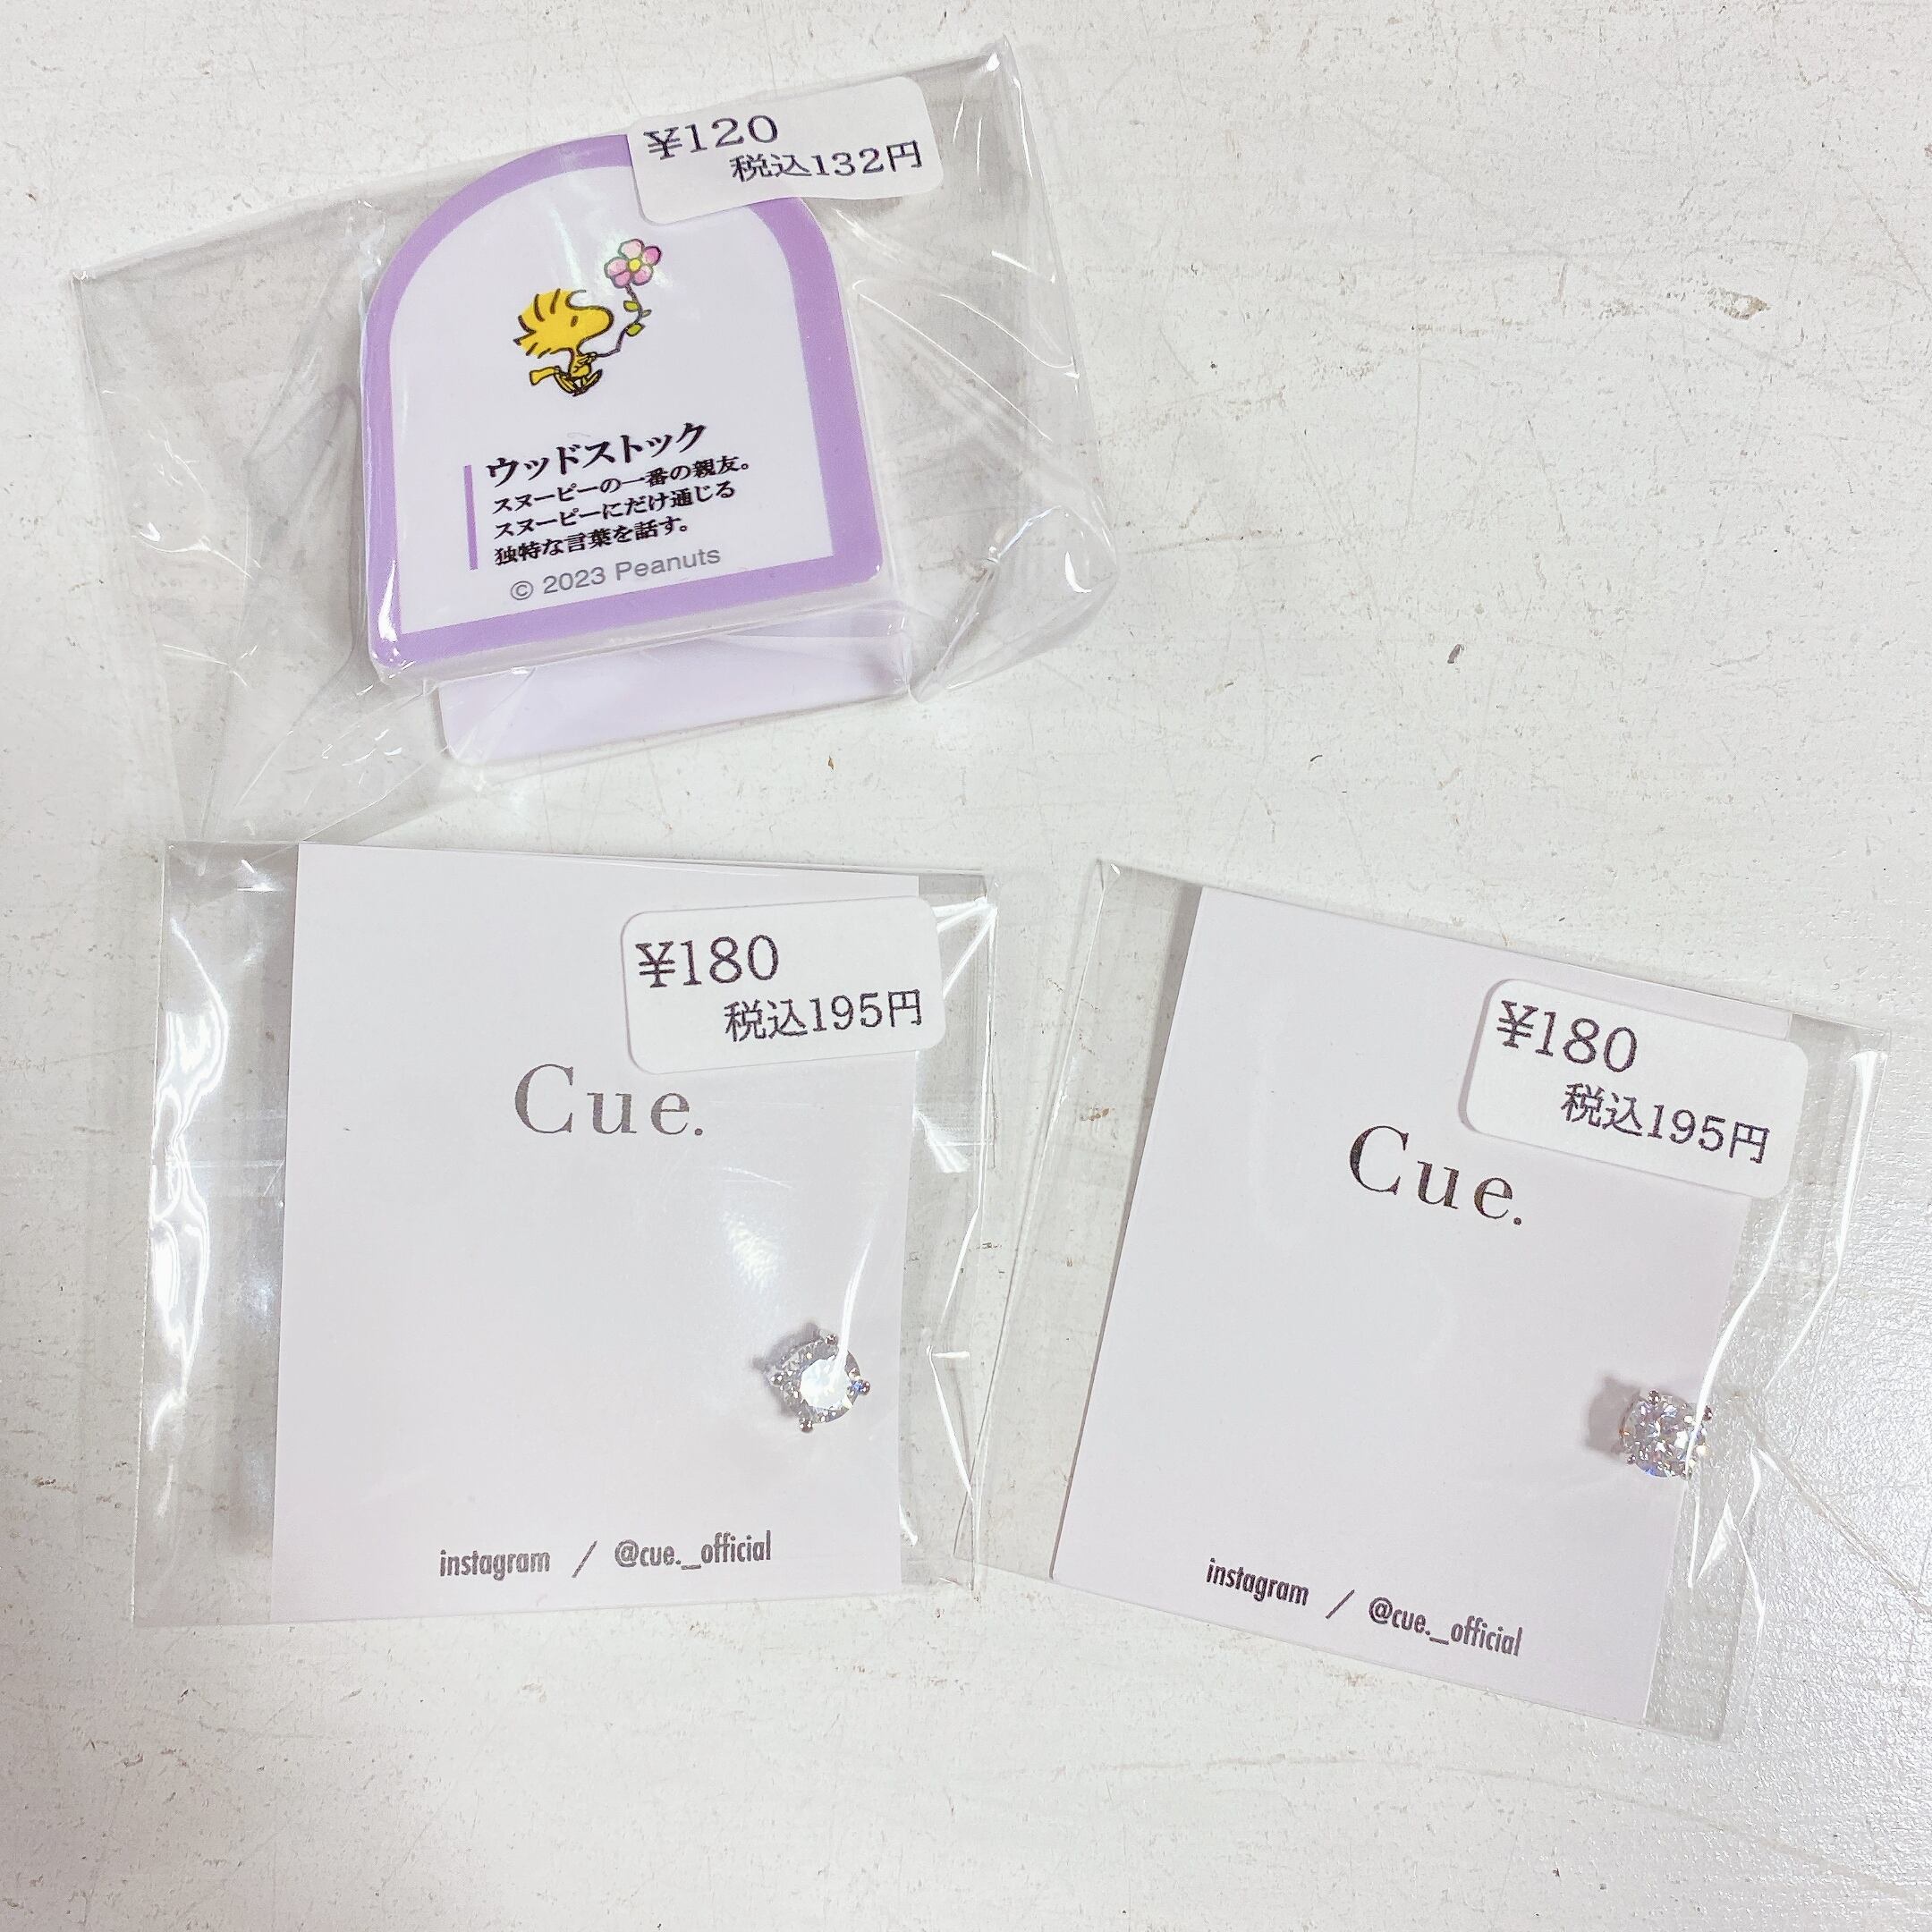 ¥120
税込132円
ウッドストック
スヌーピーの一番の親友。
スヌーピーにだけ通じる
独特な言葉を話す。
© 2023 Peanuts
¥180
税込195円
Cue.
instagram / @cue._official
¥180
税込195円
Cue.
instagram / @cue._official